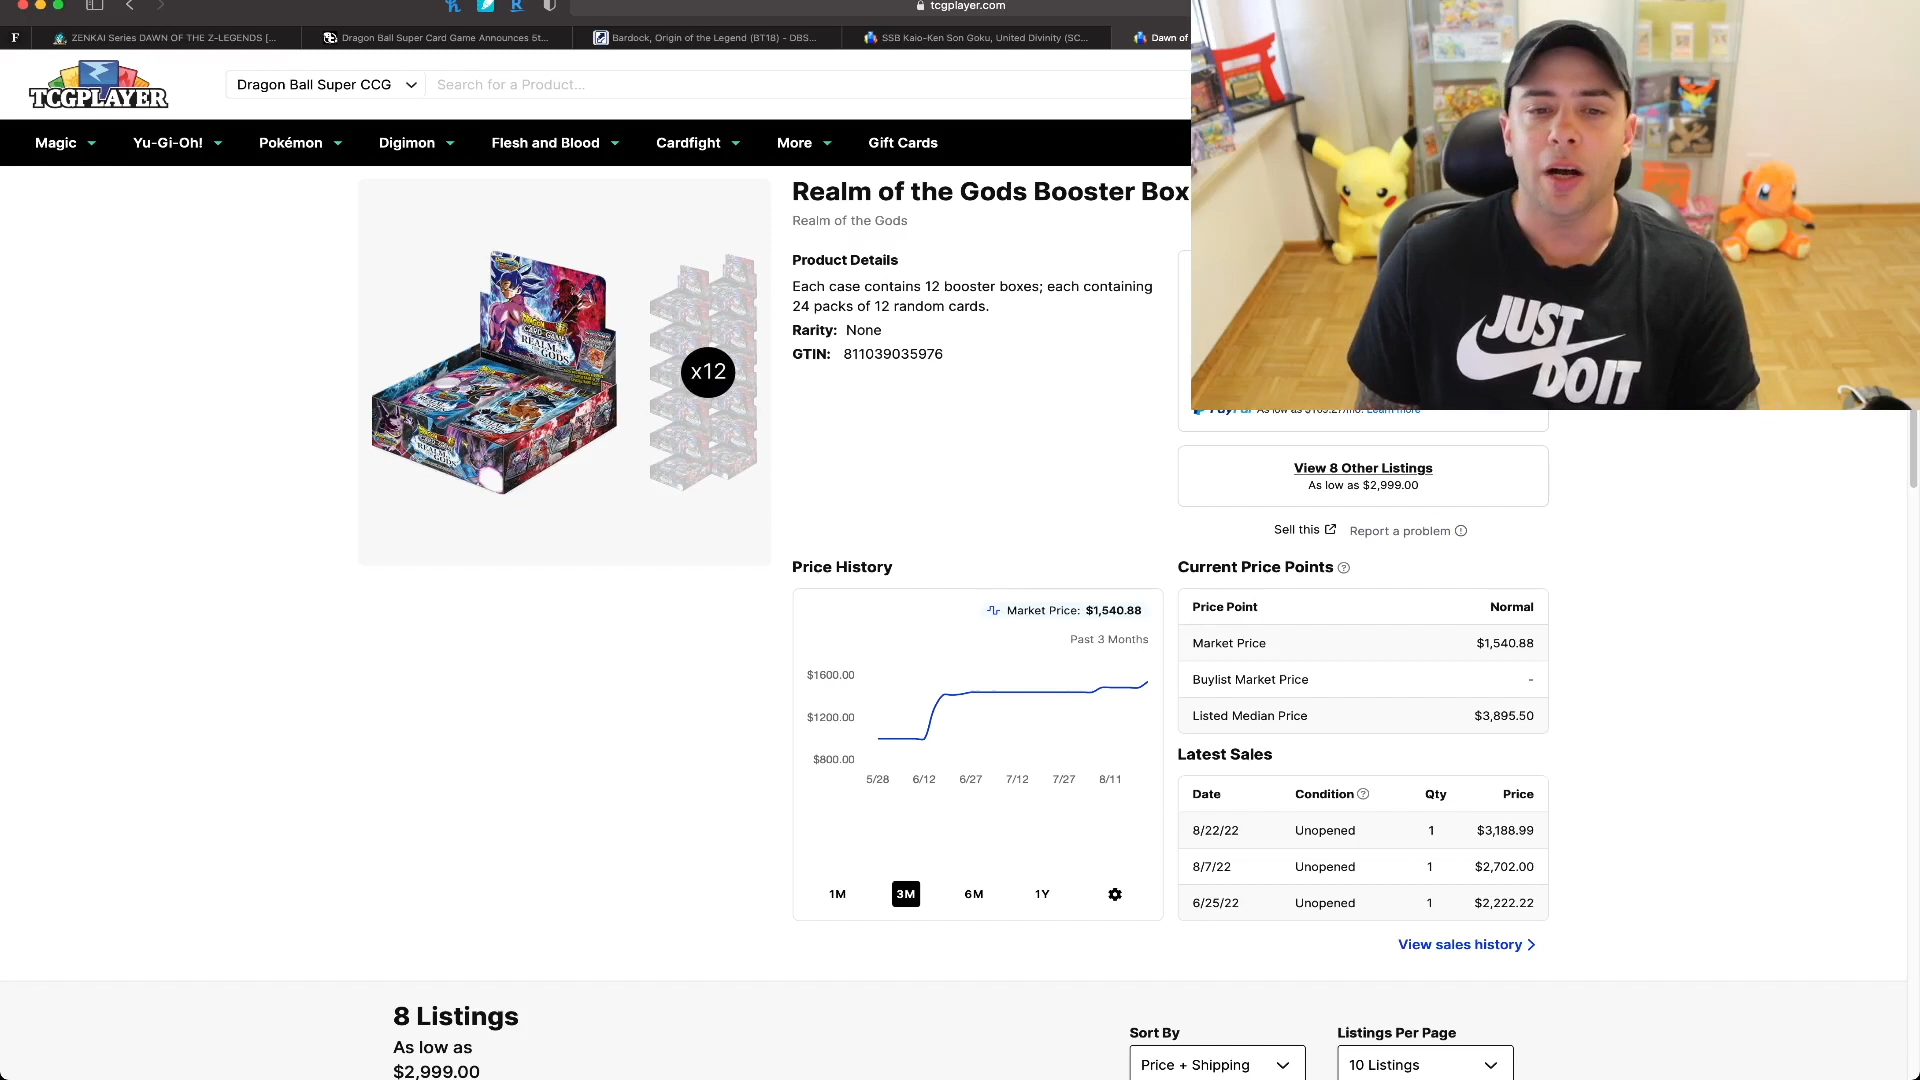 tcgplayer.com
F
ZENKAI Series DAWN OF THE Z-LEGENDS [...
Dragon Ball Super Card Game Announces 5t...
Bardock, Origin of the Legend (BT18) - DBS...
SSB Kaio-Ken Son Goku, United Divinity (SC...
Dawn of
TCGPLAYER
Dragon Ball Super CCG
Search for a Product...
Magic
Yu-Gi-Oh!
Pokémon
Digimon
Flesh and Blood
Cardfight
More
Gift Cards
JUST
DO IT
REALM OF THE GODS
x12
Realm of the Gods Booster Box
Realm of the Gods
Product Details
Each case contains 12 booster boxes; each containing
24 packs of 12 random cards.
Rarity: None
GTIN: 811039035976
View 8 Other Listings
As low as $2,999.00
Sell this
Report a problem
Price History
Market Price: $1,540.88
Past 3 Months
$1600.00
$1200.00
$800.00
5/28 6/12 6/27 7/12 7/27 8/11
1M 3M 6M 1Y
Current Price Points
Price Point Normal
Market Price $1,540.88
Buylist Market Price -
Listed Median Price $3,895.50
Latest Sales
Date Condition Qty Price
8/22/22 Unopened 1 $3,188.99
8/7/22 Unopened 1 $2,702.00
6/25/22 Unopened 1 $2,222.22
View sales history
8 Listings
As low as
$2,999.00
Sort By
Price + Shipping
Listings Per Page
10 Listings